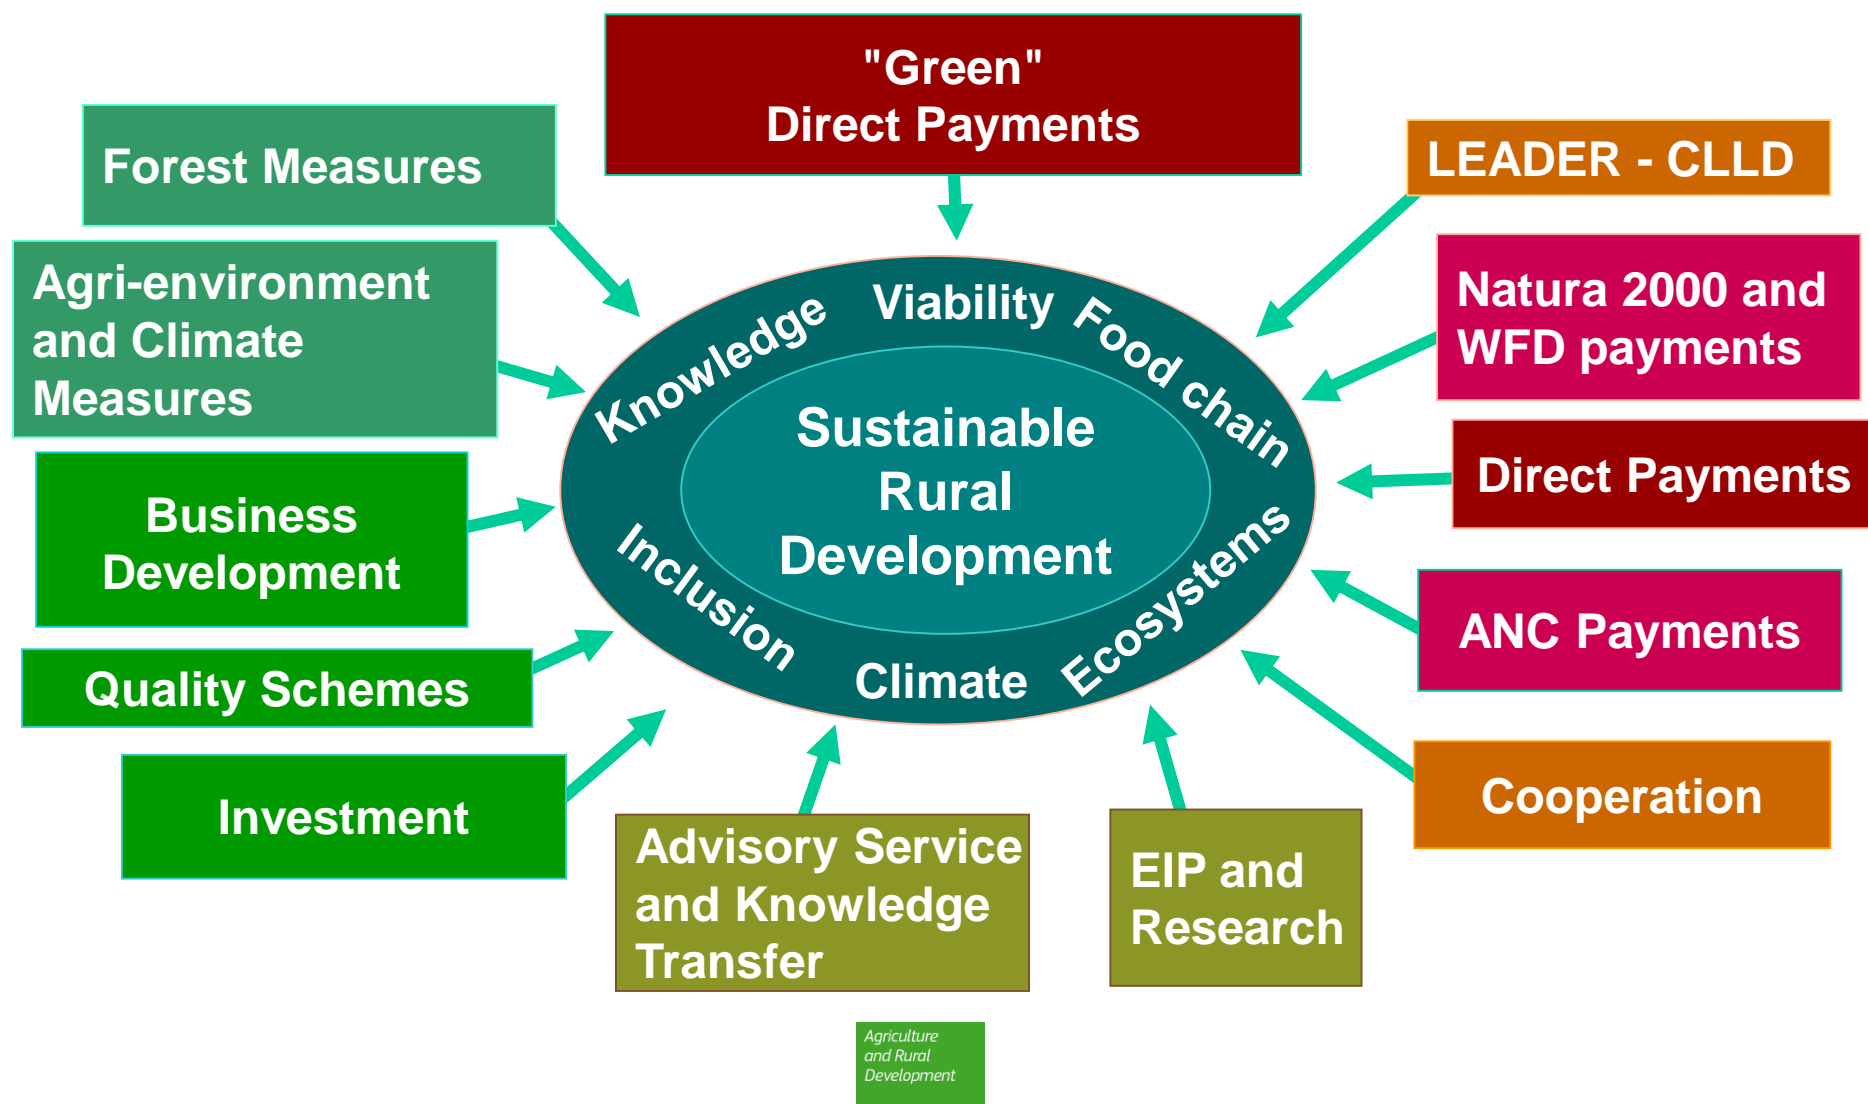 "Green"
Direct Payments
Forest Measures
LEADER - CLLD
Agri-environment
and Climate
Measures
Natura 2000 and
WFD payments
Business
Development
Direct Payments
Quality Schemes
ANC Payments
Investment
Cooperation
Advisory Service
and Knowledge
Transfer
EIP and
Research
Knowledge
Viability
Food chain
Sustainable
Rural
Development
Inclusion
Climate
Ecosystems
Agriculture
and Rural
Development